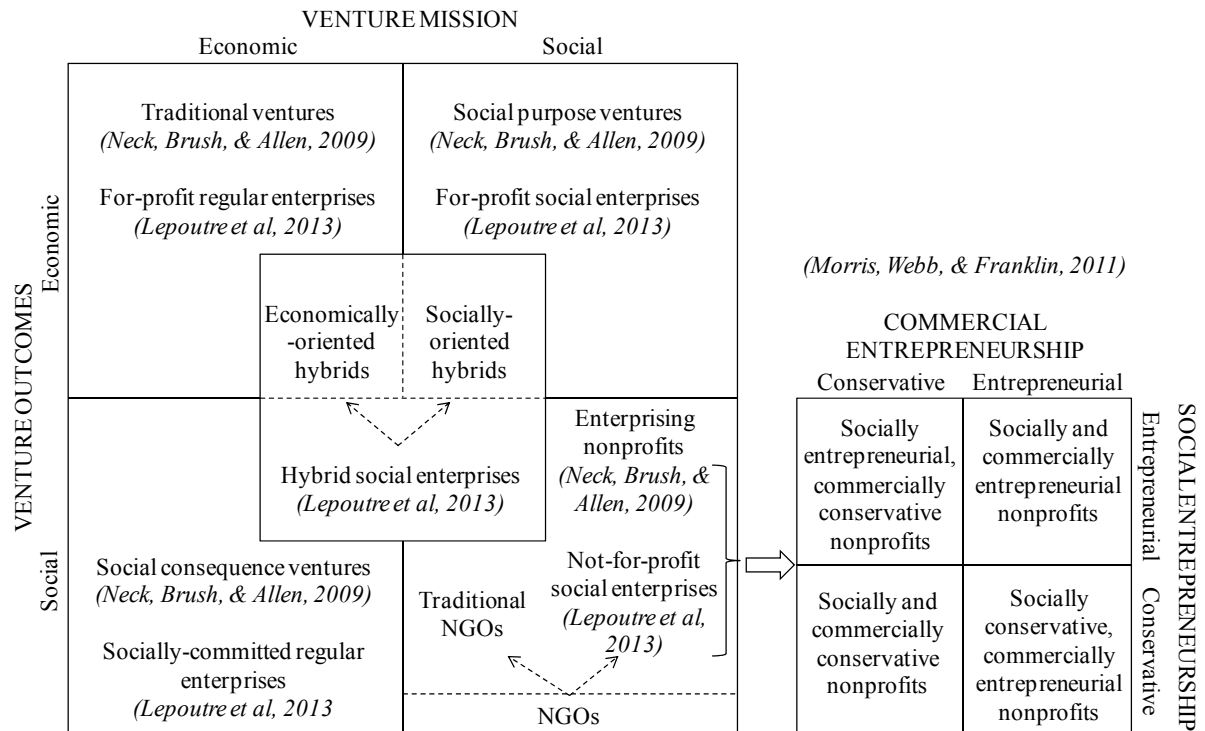 VENTURE MISSION
Economic
Social
VENTURE OUTCOMES
Economic
Social
Traditional ventures
(Neck, Brush, & Allen, 2009)
For-profit regular enterprises
(Lepoutre et al, 2013)
Social purpose ventures
(Neck, Brush, & Allen, 2009)
For-profit social enterprises
(Lepoutre et al, 2013)
Economically
-oriented
hybrids
Socially-
oriented
hybrids
Hybrid social enterprises
(Lepoutre et al, 2013)
Social consequence ventures
(Neck, Brush, & Allen, 2009)
Socially-committed regular
enterprises
(Lepoutre et al, 2013
Enterprising
nonprofits
(Neck, Brush, &
Allen, 2009)
Not-for-profit
social enterprises
(Lepoutre et al,
2013)
Traditional
NGOs
NGOs
(Morris, Webb, & Franklin, 2011)
COMMERCIAL
ENTREPRENEURSHIP
Conservative
Entrepreneurial
Socially
entrepreneurial,
commercially
conservative
nonprofits
Socially and
commercially
entrepreneurial
nonprofits
Socially and
commercially
conservative
nonprofits
Socially
conservative,
commercially
entrepreneurial
nonprofits
Entrepreneurial
Conservative
SOCIAL ENTREPRENEURSHIP